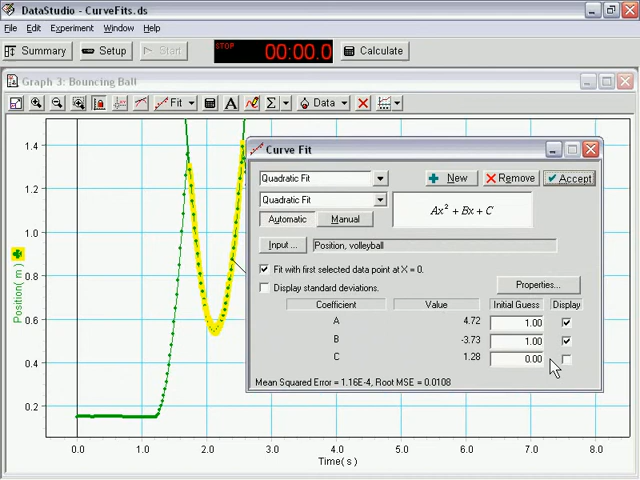 DataStudio - CurveFits.ds
File Edit Experiment Window Display Help
Summary Setup Start STOP 00:00.0 Calculate
Graph 3: Bouncing Ball
Fit A Σ Data
Curve Fit
Quadratic Fit New Remove Accept
Quadratic Fit Ax² + Bx + C
Automatic Manual
Input ... Position, volleyball
Fit with first selected data point at X = 0.
Display standard deviations. Properties...
Coefficient Value Initial Guess Display
A 4.72 1.00
B -3.73 1.00
C 1.28 0.00
Mean Squared Error = 1.16E-4, Root MSE = 0.0108
Position( m )
1.4
1.2
1.0
0.8
0.6
0.4
0.2
0.0 1.0 2.0 3.0 4.0 5.0 6.0 7.0 8.0
Time( s )